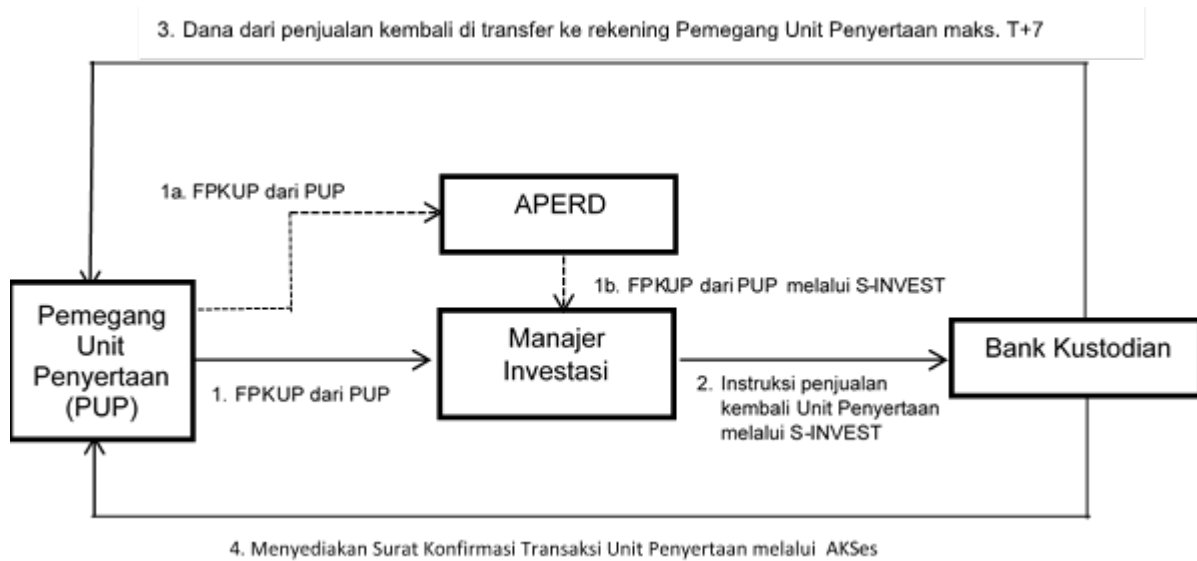 3. Dana dari penjualan kembali di transfer ke rekening Pemegang Unit Penyertaan maks. T+7
1a. FPKUP dari PUP
APERD
1b. FPKUP dari PUP melalui S-INVEST
Pemegang
Unit
Penyertaan
(PUP)
Manajer
Investasi
Bank Kustodian
1. FPKUP dari PUP
2. Instruksi penjualan
kembali Unit Penyertaan
melalui S-INVEST
4. Menyediakan Surat Konfirmasi Transaksi Unit Penyertaan melalui AKSes